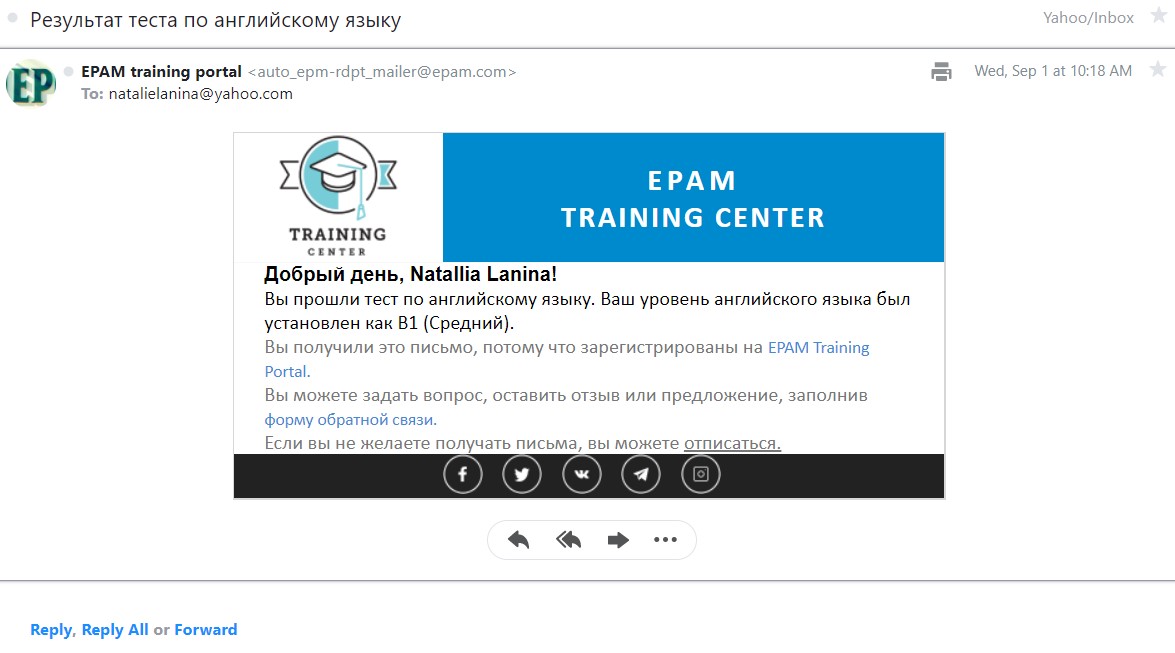 Результат теста по английскому языку
Yahoo/Inbox
EP
EPAM training portal <auto_epm-rdpt_mailer@epam.com>
Wed, Sep 1 at 10:18 AM
To: natalielanina@yahoo.com
TRAINING
CENTER
EPAM
TRAINING CENTER
Добрый день, Natallia Lanina!
Вы прошли тест по английскому языку. Ваш уровень английского языка был
установлен как B1 (Средний).
Вы получили это письмо, потому что зарегистрированы на EPAM Training
Portal.
Вы можете задать вопрос, оставить отзыв или предложение, заполнив
форму обратной связи.
Если вы не желаете получать письма, вы можете отписаться.
Reply, Reply All or Forward